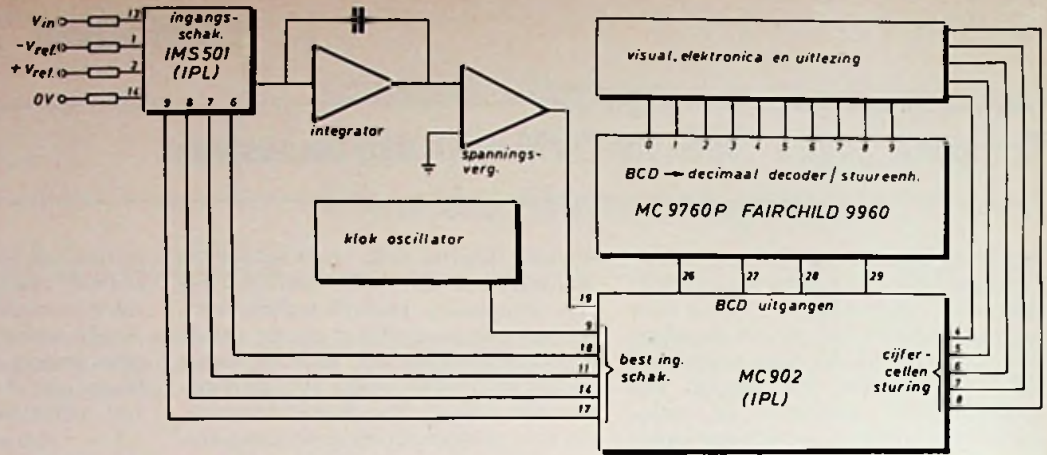 Vin
13
-Vref.
1
+Vref.
2
0V
14
ingangs-
schak.
IMS501
(IPL)
9 8 7 6
integrator
spannings-
verg.
klok oscillator
visual. elektronica en uitlezing
0 1 2 3 4 5 6 7 8 9
BCD → decimaal decoder / stuureenh.
MC 9760P FAIRCHILD 9960
26 27 28 29
BCD uitgangen
19
9
10
11
14
17
best ing.
schak.
MC902
(IPL)
cijfer-
cellen
sturing
4
5
6
7
8